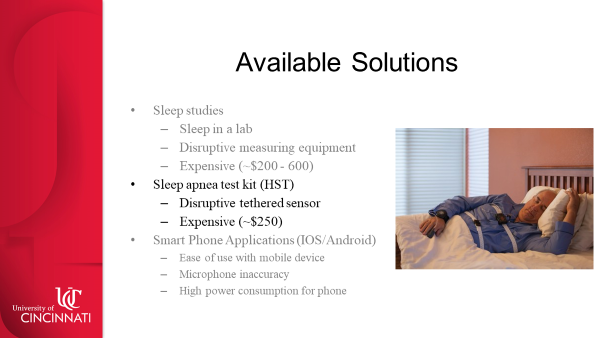 Available Solutions
• Sleep studies
– Sleep in a lab
– Disruptive measuring equipment
– Expensive (~$200 - 600)
• Sleep apnea test kit (HST)
– Disruptive tethered sensor
– Expensive (~$250)
• Smart Phone Applications (IOS/Android)
– Ease of use with mobile device
– Microphone inaccuracy
– High power consumption for phone
UC
University of
CINCINNATI